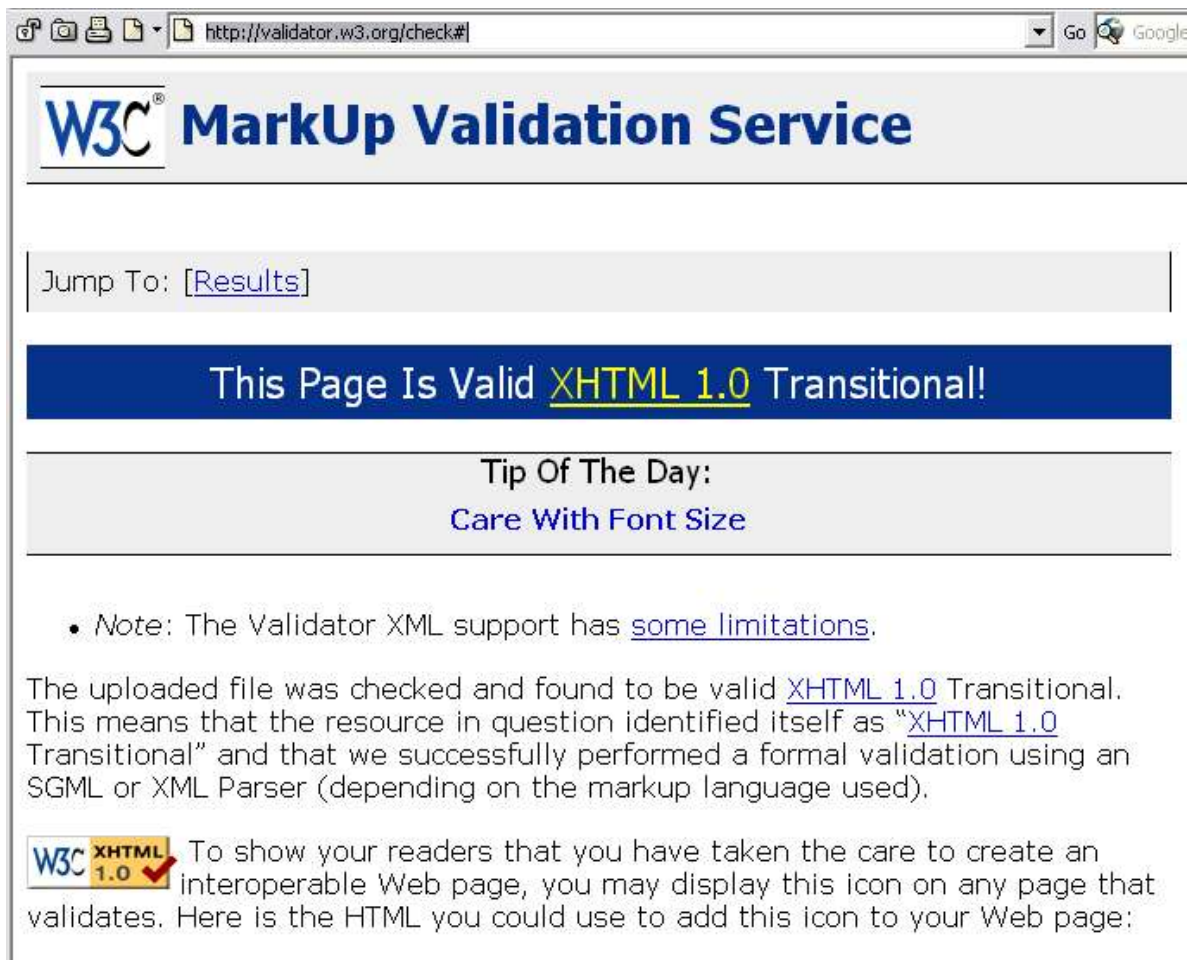 http://validator.w3.org/check#
Go
Google
W3C® MarkUp Validation Service
Jump To: [Results]
This Page Is Valid XHTML 1.0 Transitional!
Tip Of The Day:
Care With Font Size
• Note: The Validator XML support has some limitations.
The uploaded file was checked and found to be valid XHTML 1.0 Transitional.
This means that the resource in question identified itself as “XHTML 1.0
Transitional” and that we successfully performed a formal validation using an
SGML or XML Parser (depending on the markup language used).
W3C XHTML 1.0 To show your readers that you have taken the care to create an
interoperable Web page, you may display this icon on any page that
validates. Here is the HTML you could use to add this icon to your Web page: